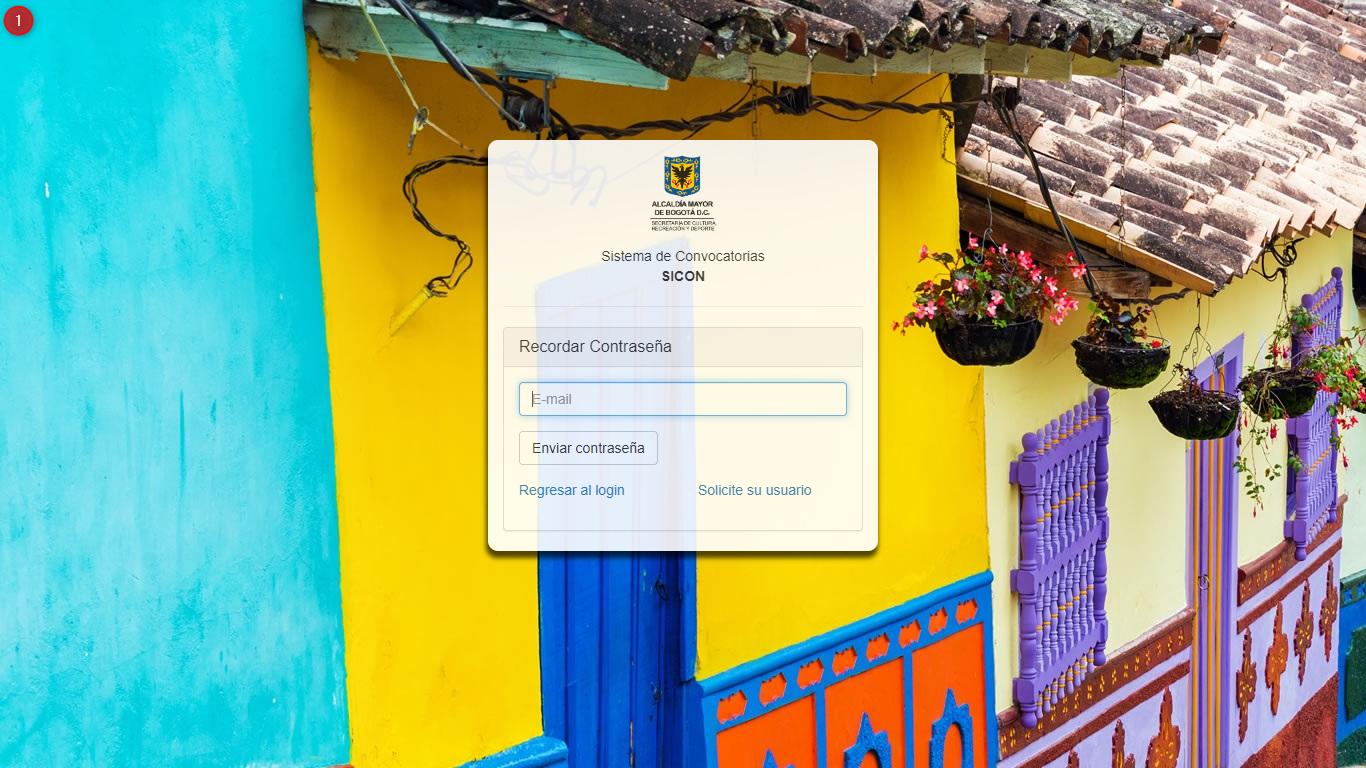 1
ALCALDÍA MAYOR
DE BOGOTÁ D.C.
SECRETARÍA DE CULTURA,
RECREACIÓN Y DEPORTE
Sistema de Convocatorias
SICON
Recordar Contraseña
E-mail
Enviar contraseña
Regresar al login Solicite su usuario